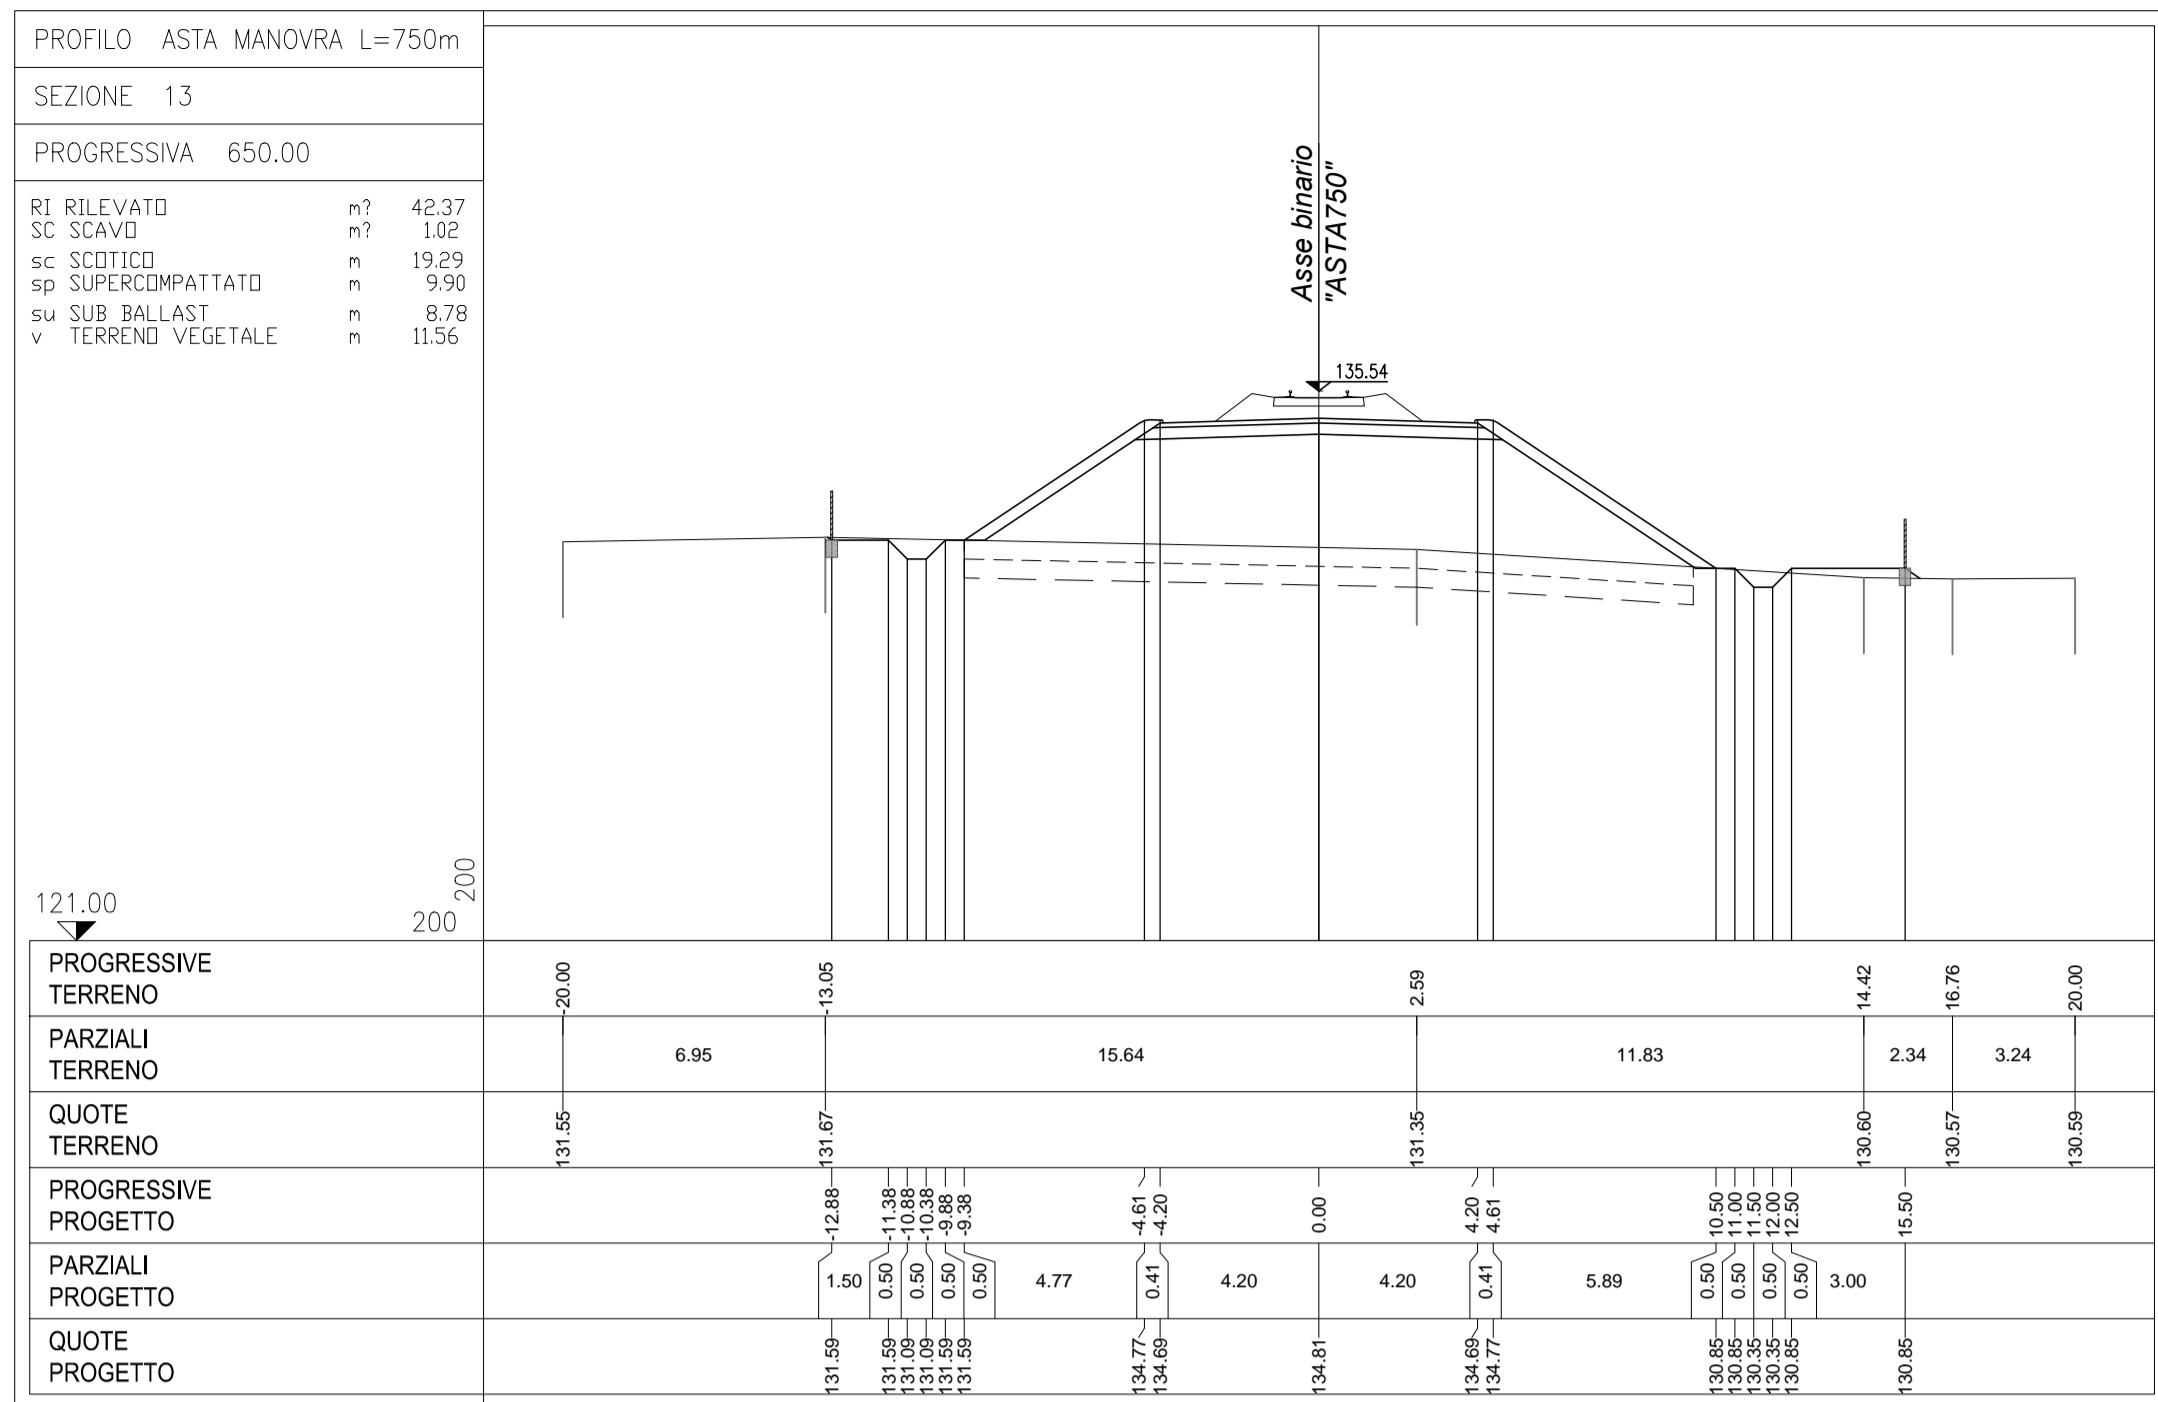 PROFILO ASTA MANOVRA L=750m
SEZIONE 13
PROGRESSIVA 650.00
RI RILEVATO m? 42.37
SC SCAVO m? 1.02
sc SCOTICO m 19.29
sp SUPERCOMPATTATO m 9.90
su SUB BALLAST m 8.78
v TERRENO VEGETALE m 11.56
Asse binario
"ASTA750"
135.54
121.00
200
200
PROGRESSIVE
TERRENO
-20.00 -13.05 2.59 14.42 16.76 20.00
PARZIALI
TERRENO
6.95 15.64 11.83 2.34 3.24
QUOTE
TERRENO
131.55 131.67 131.35 130.60 130.57 130.59
PROGRESSIVE
PROGETTO
-12.88 -11.38 -10.88 -10.38 -9.88 -9.38 -4.61 -4.20 0.00 4.20 4.61 10.50 11.00 11.50 12.00 12.50 15.50
PARZIALI
PROGETTO
1.50 0.50 0.50 0.50 0.50 4.77 0.41 4.20 4.20 0.41 5.89 0.50 0.50 0.50 0.50 3.00
QUOTE
PROGETTO
131.59 131.59 131.09 131.09 131.59 131.59 134.77 134.69 134.81 134.69 134.77 130.85 130.85 130.35 130.35 130.85 130.85